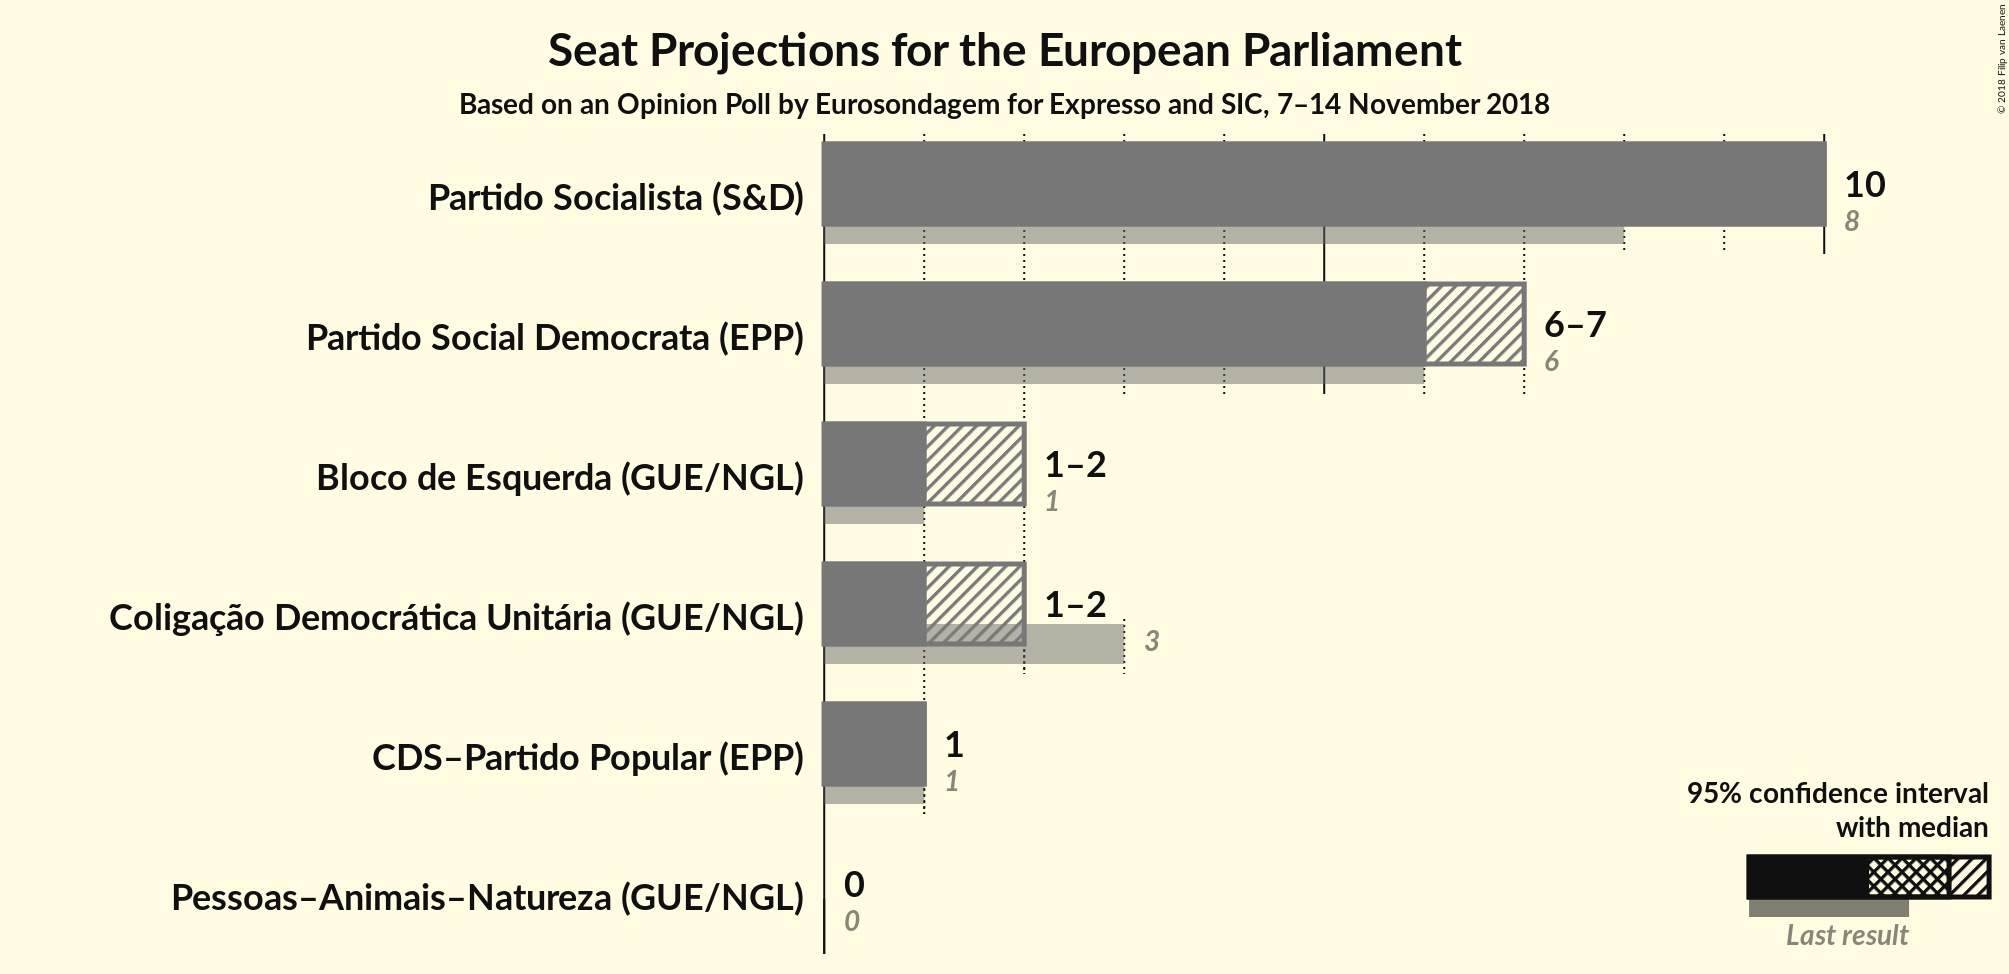 Seat Projections for the European Parliament
Based on an Opinion Poll by Eurosondagem for Expresso and SIC, 7–14 November 2018
© 2018 Filip van Laenen
Partido Socialista (S&D)
10
8
Partido Social Democrata (EPP)
6–7
6
Bloco de Esquerda (GUE/NGL)
1–2
1
Coligação Democrática Unitária (GUE/NGL)
1–2
3
CDS–Partido Popular (EPP)
1
1
Pessoas–Animais–Natureza (GUE/NGL)
0
0
95% confidence interval
with median
Last result